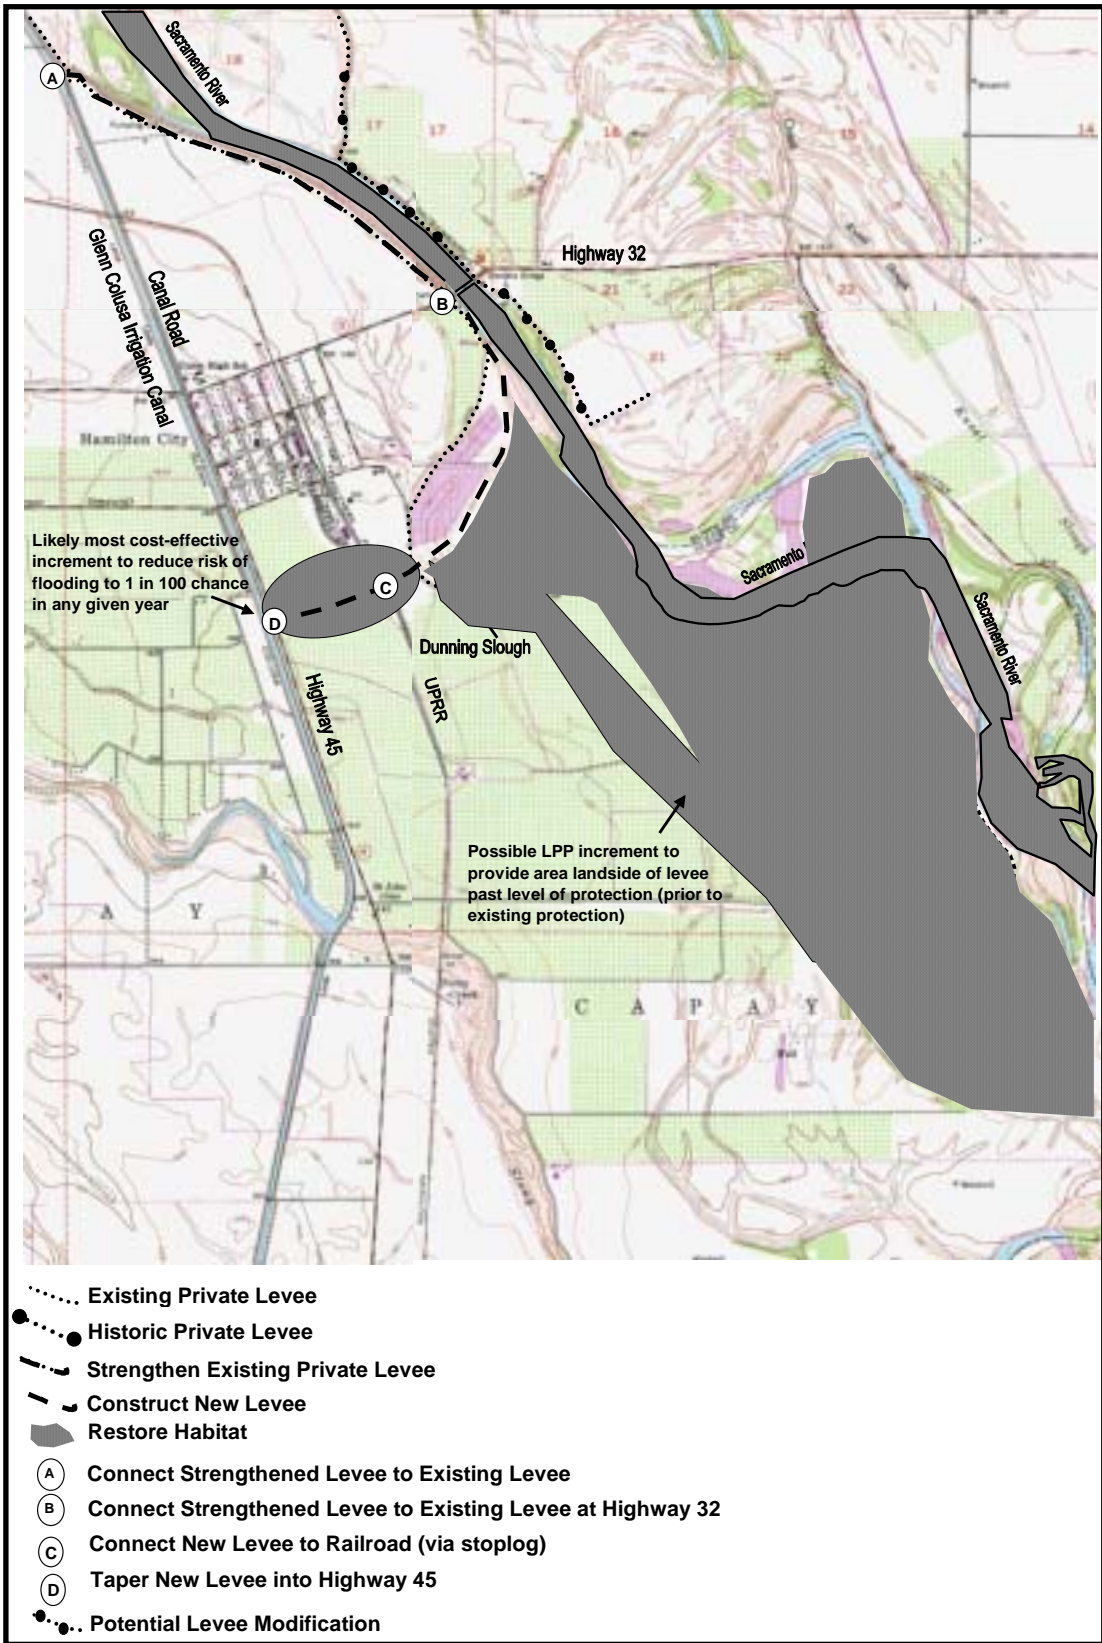 Sacramento River
18
17
17
16
15
14
A
Highway 32
21
22
B
Canal Road
Glenn Colusa Irrigation Canal
21
22
Hamilton City
Likely most cost-effective
increment to reduce risk of
flooding to 1 in 100 chance
in any given year
C
D
Sacramento
Sacramento River
Dunning Slough
Highway 45
UPRR
Possible LPP increment to
provide area landside of levee
past level of protection (prior to
existing protection)
A Y
C A P A Y
Stony
Existing Private Levee
Historic Private Levee
Strengthen Existing Private Levee
Construct New Levee
Restore Habitat
A Connect Strengthened Levee to Existing Levee
B Connect Strengthened Levee to Existing Levee at Highway 32
C Connect New Levee to Railroad (via stoplog)
D Taper New Levee into Highway 45
Potential Levee Modification